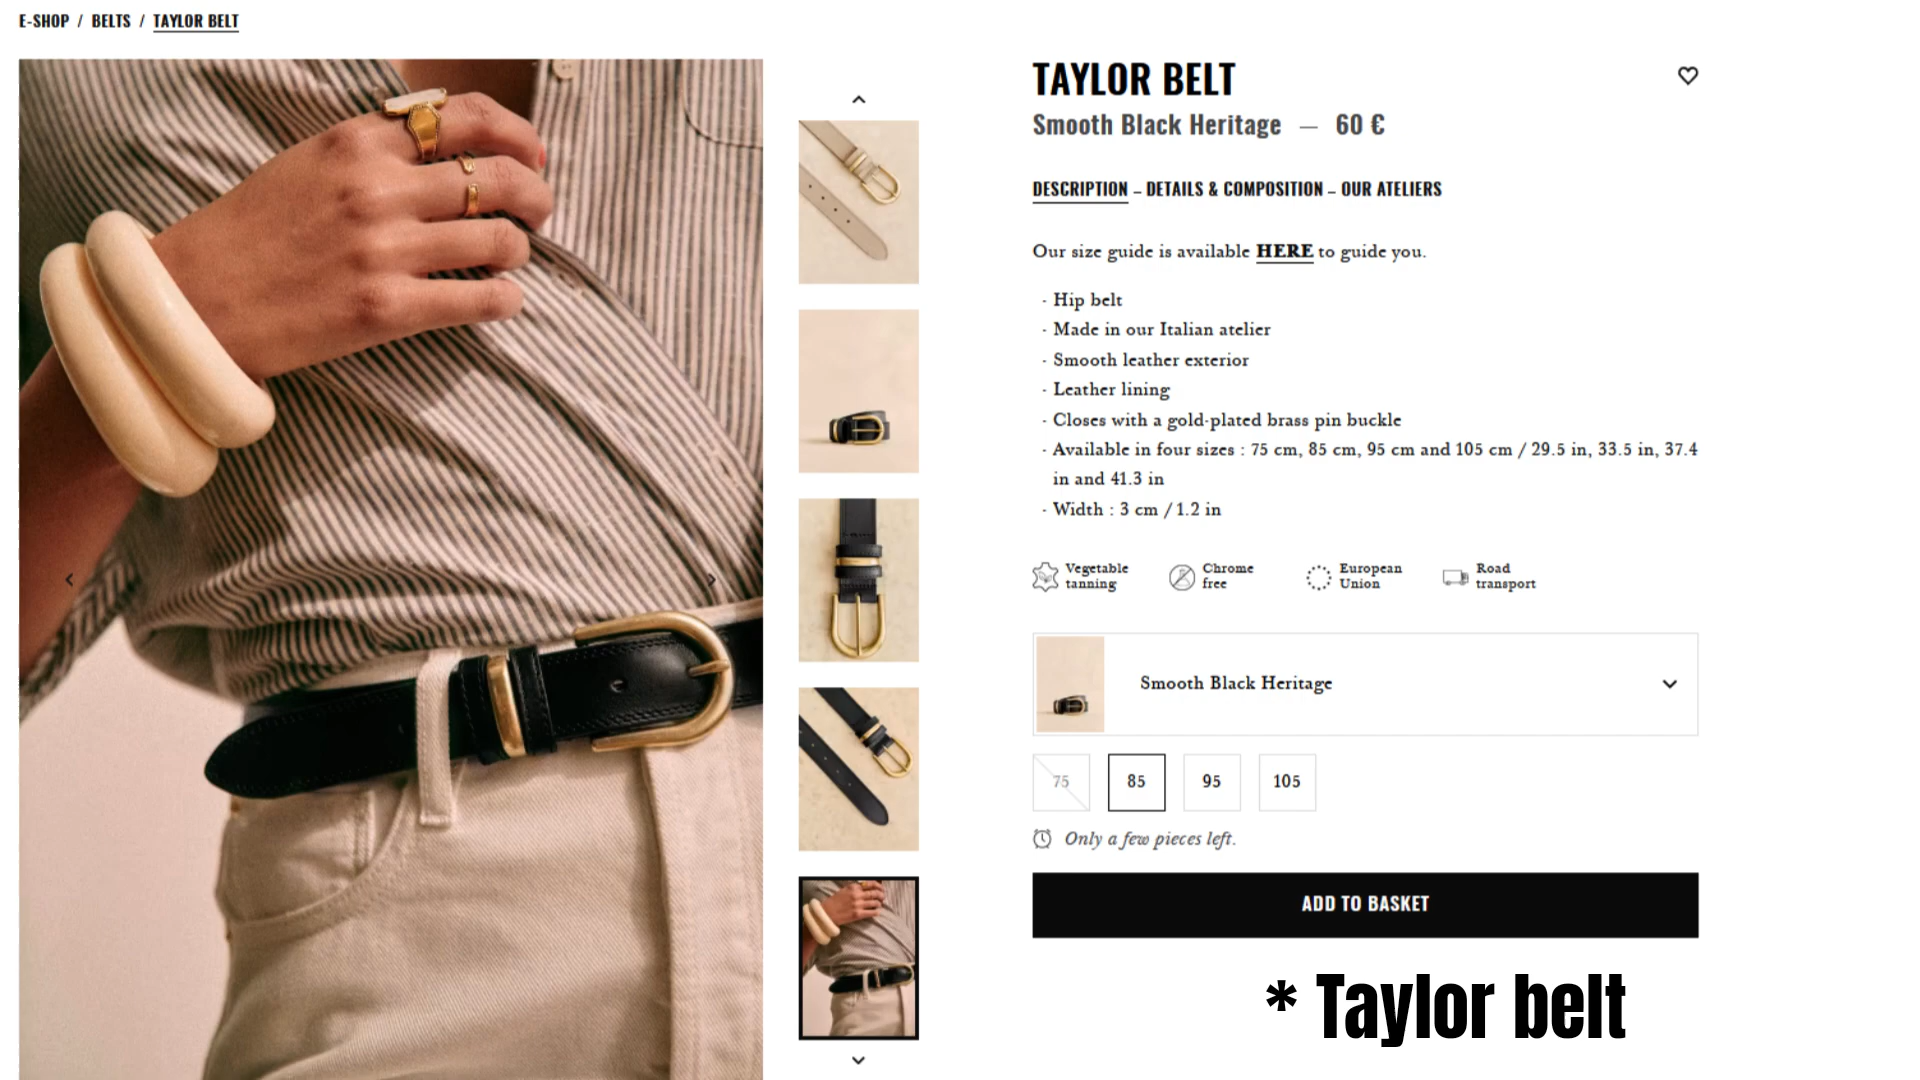 E-SHOP / BELTS / TAYLOR BELT
TAYLOR BELT
Smooth Black Heritage — 60 €
DESCRIPTION – DETAILS & COMPOSITION – OUR ATELIERS
Our size guide is available HERE to guide you.
- Hip belt
- Made in our Italian atelier
- Smooth leather exterior
- Leather lining
- Closes with a gold-plated brass pin buckle
- Available in four sizes : 75 cm, 85 cm, 95 cm and 105 cm / 29.5 in, 33.5 in, 37.4
in and 41.3 in
- Width : 3 cm / 1.2 in
Vegetable
tanning
Chrome
free
European
Union
Road
transport
Smooth Black Heritage
75 85 95 105
Only a few pieces left.
ADD TO BASKET
* Taylor belt